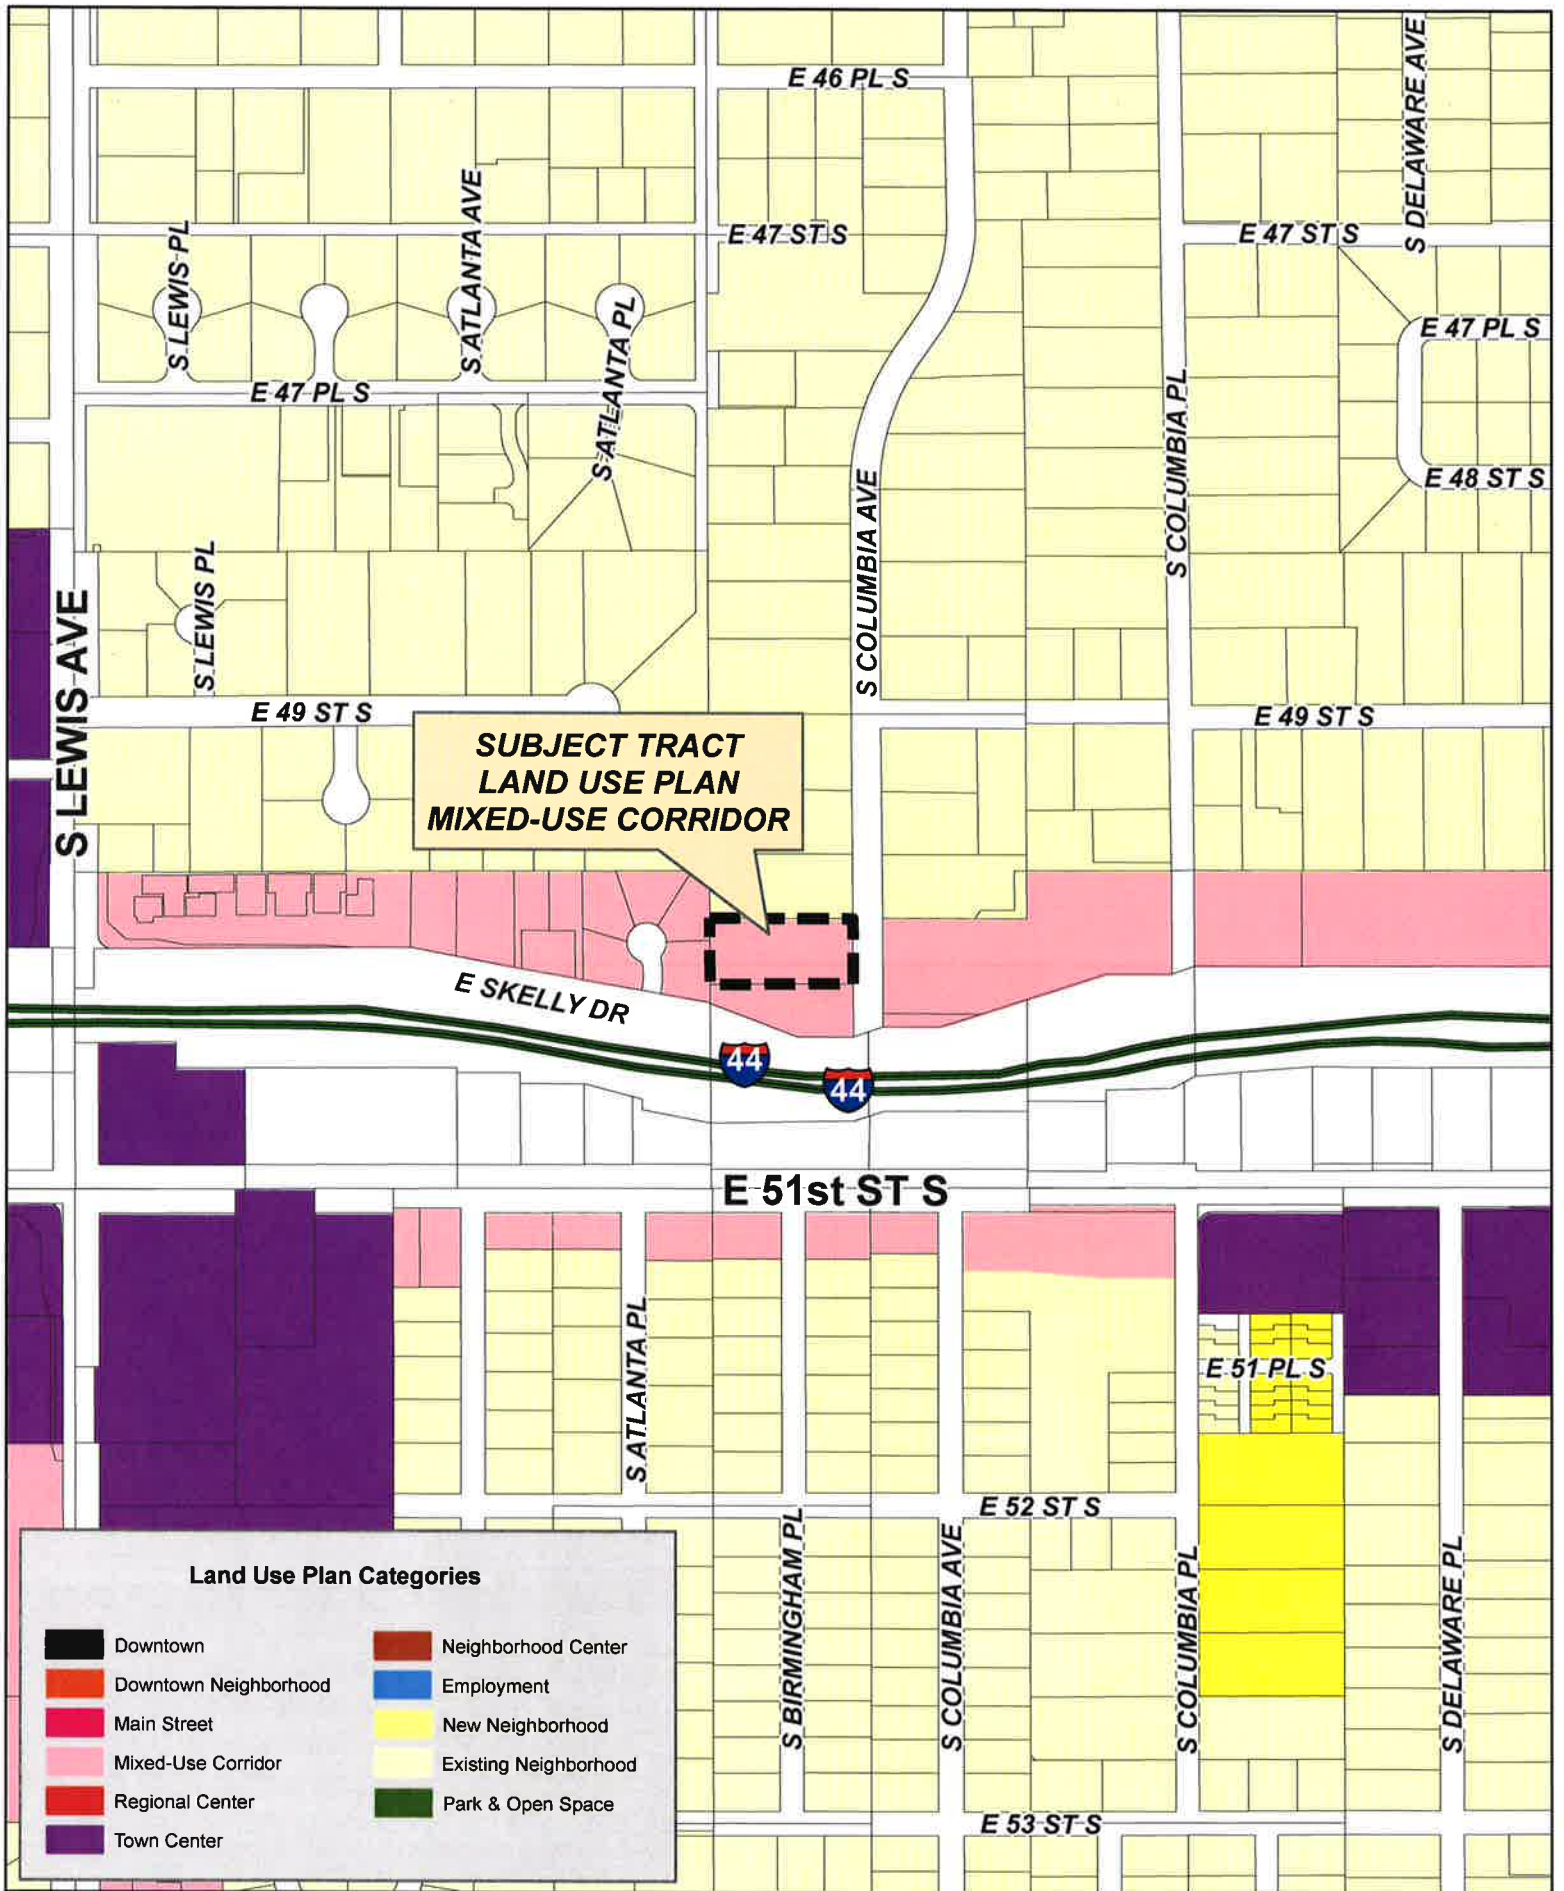 E 46 PL S
S DELAWARE AVE
S LEWIS PL
S ATLANTA AVE
E 47 ST S
E 47 ST S
S ATLANTA PL
E 47 PL S
E 47 PL S
S COLUMBIA PL
S COLUMBIA AVE
E 48 ST S
S LEWIS AVE
S LEWIS PL
E 49 ST S
E 49 ST S
SUBJECT TRACT
LAND USE PLAN
MIXED-USE CORRIDOR
E SKELLY DR
44
44
E 51st ST S
S ATLANTA PL
E 51 PL S
E 52 ST S
S BIRMINGHAM PL
S COLUMBIA AVE
S COLUMBIA PL
S DELAWARE PL
E 53 ST S
Land Use Plan Categories
Downtown
Downtown Neighborhood
Main Street
Mixed-Use Corridor
Regional Center
Town Center
Neighborhood Center
Employment
New Neighborhood
Existing Neighborhood
Park & Open Space